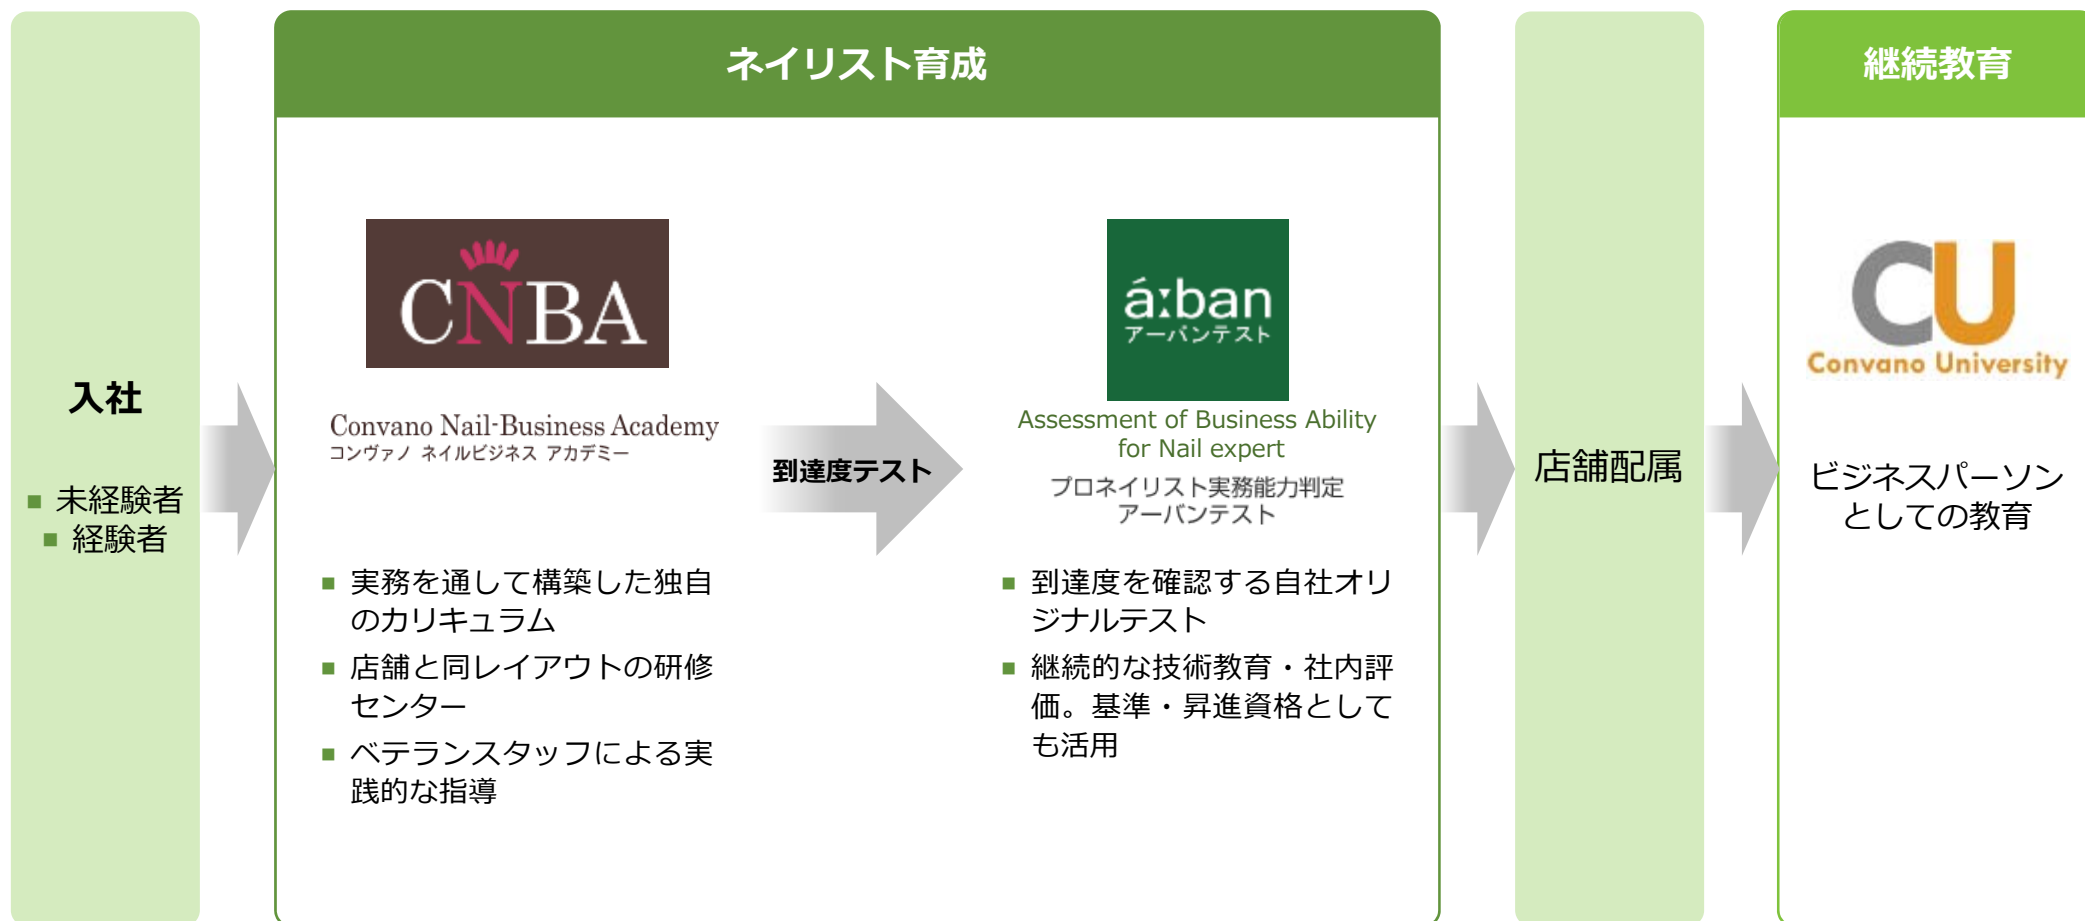 入社
■ 未経験者
■ 経験者
ネイリスト育成
CNBA
Convano Nail-Business Academy
コンヴァノ ネイルビジネス アカデミー
■ 実務を通して構築した独自
のカリキュラム
■ 店舗と同レイアウトの研修
センター
■ ベテランスタッフによる実
践的な指導
到達度テスト
á:ban
アーバンテスト
Assessment of Business Ability
for Nail expert
プロネイリスト実務能力判定
アーバンテスト
■ 到達度を確認する自社オリ
ジナルテスト
■ 継続的な技術教育・社内評
価。基準・昇進資格として
も活用
店舗配属
継続教育
CU
Convano University
ビジネスパーソン
としての教育